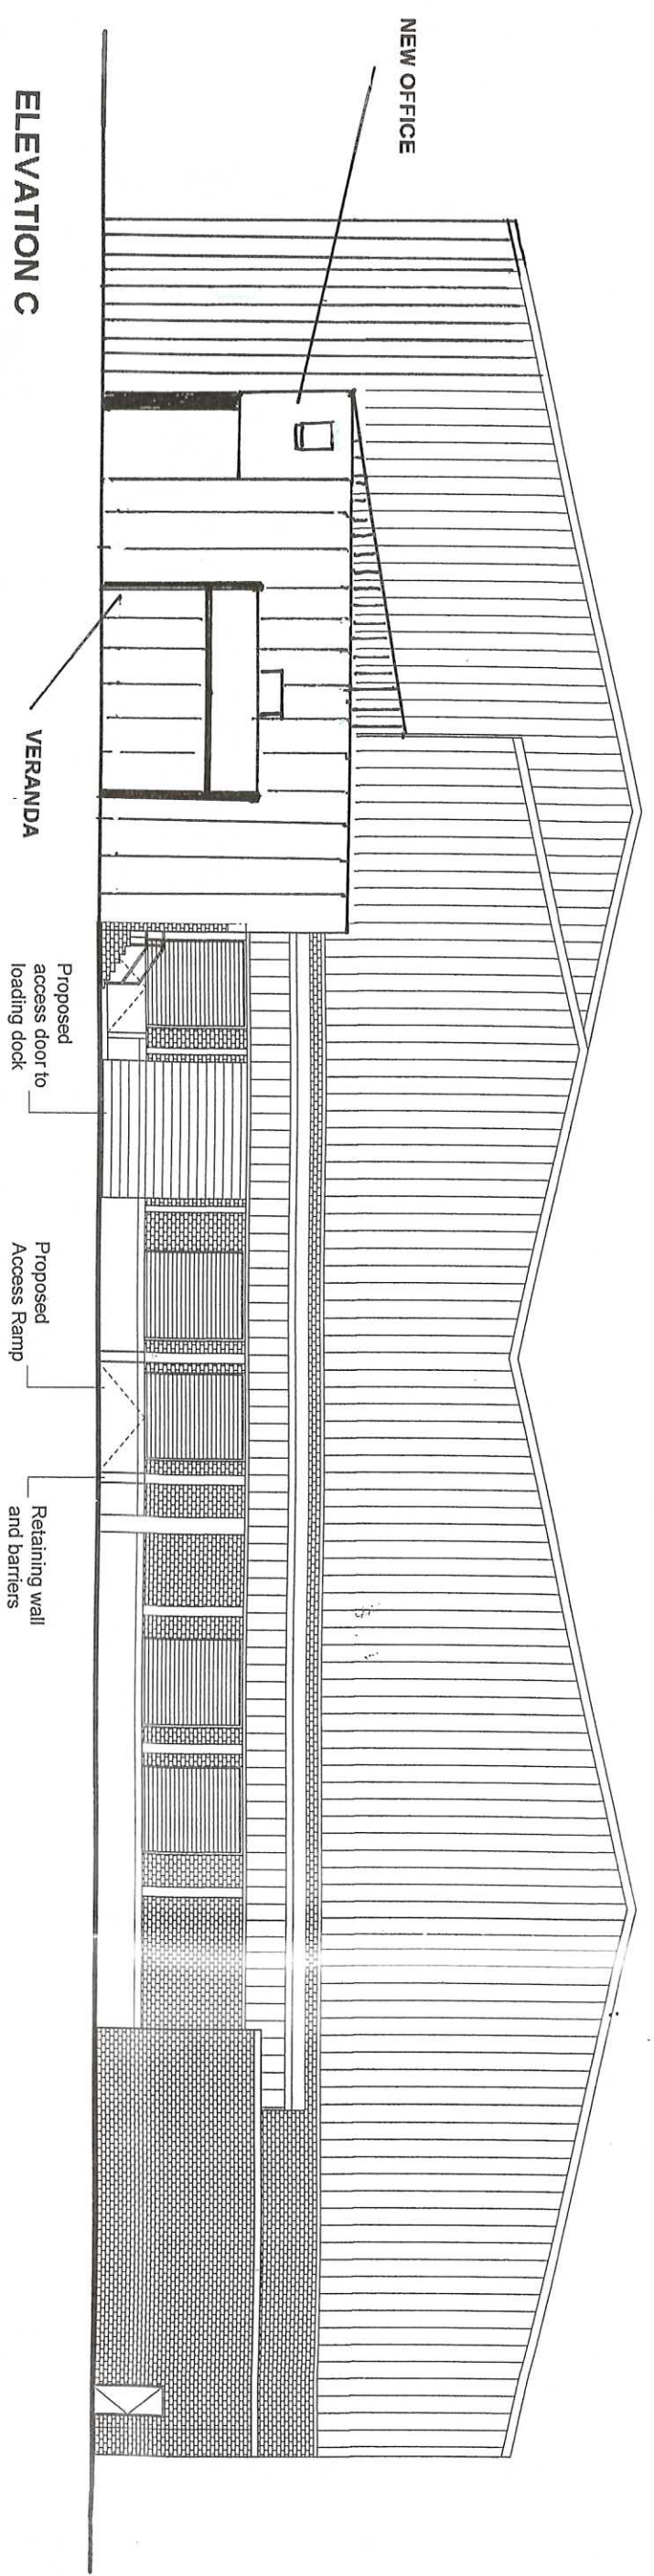 NEW OFFICE
ELEVATION C
VERANDA
Proposed
access door to
loading dock
Proposed
Access Ramp
Retaining wall
and barriers